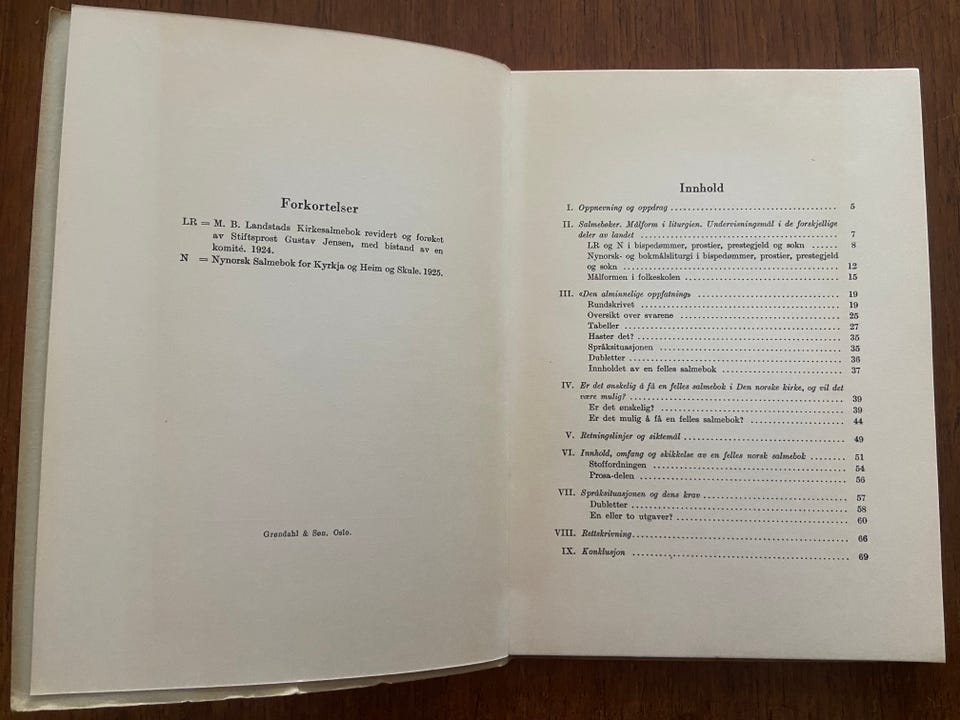 Forkortelser
LR = M. B. Landstads Kirkesalmebok revidert og forøket
av Stiftsprost Gustav Jensen, med bistand av en
komité. 1924.
N = Nynorsk Salmebok for Kyrkja og Heim og Skule. 1925.
Grøndahl & Søn. Oslo.
Innhold
I. Oppnevning og oppdrag 5
II. Salmebøker. Målform i liturgien. Undervisningsmål i de forskjellige
deler av landet 7
LR og N i bispedømmer, prostier, prestegjeld og sokn 8
Nynorsk- og bokmålsliturgi i bispedømmer, prostier, prestegjeld
og sokn 12
Målformen i folkeskolen 15
III. «Den alminnelige oppfatning» 19
Rundskrivet 19
Oversikt over svarene 25
Tabeller 27
Haster det? 35
Språksituasjonen 35
Dubletter 36
Innholdet av en felles salmebok 37
IV. Er det ønskelig å få en felles salmebok i Den norske kirke, og vil det
være mulig? 39
Er det ønskelig? 39
Er det mulig å få en felles salmebok? 44
V. Retningslinjer og siktemål 49
VI. Innhold, omfang og skikkelse av en felles norsk salmebok 51
Stoffordningen 54
Prosa-delen 56
VII. Språksituasjonen og dens krav 57
Dubletter 58
En eller to utgaver? 60
VIII. Rettskrivning 66
IX. Konklusjon 69